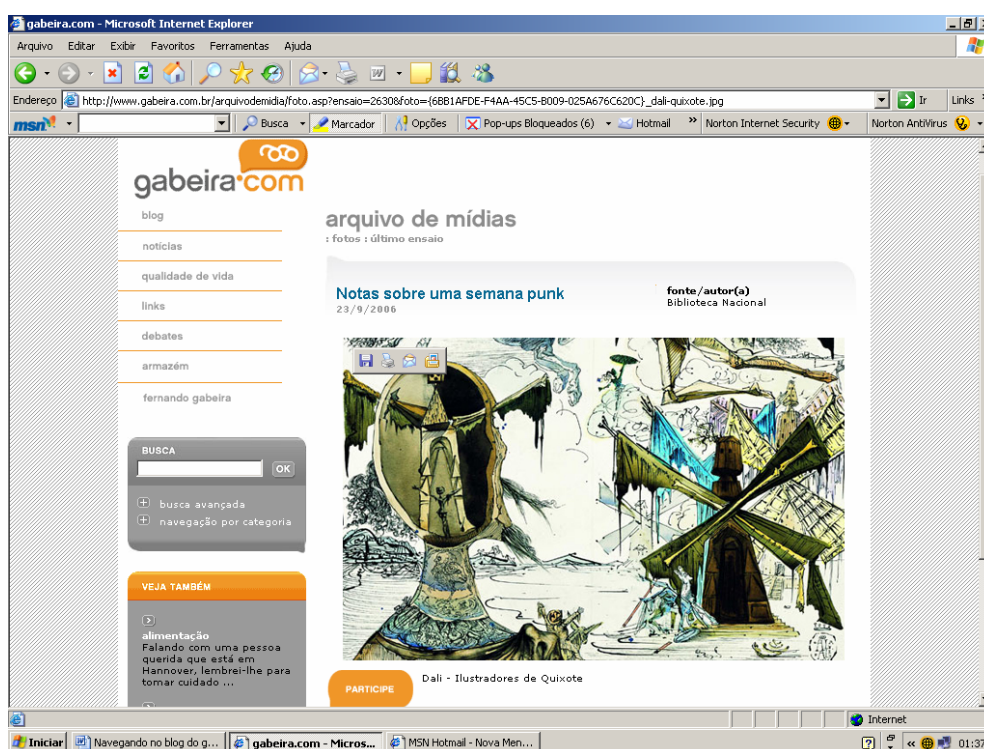 gabeira.com - Microsoft Internet Explorer
Arquivo Editar Exibir Favoritos Ferramentas Ajuda
Endereço http://www.gabeira.com.br/arquivodemidia/foto.asp?ensaio=2630&foto={6BB1AFDE-F4AA-45C5-B009-025A676C620C}_dali-quixote.jpg Ir Links
msn Busca Marcador Opções Pop-ups Bloqueados (6) Hotmail Norton Internet Security Norton AntiVirus
gabeira.com
blog
notícias
qualidade de vida
links
debates
armazém
fernando gabeira
BUSCA
OK
busca avançada
navegação por categoria
VEJA TAMBÉM
alimentação
Falando com uma pessoa
querida que está em
Hannover, lembrei-lhe para
tomar cuidado ...
arquivo de mídias
: fotos : último ensaio
Notas sobre uma semana punk
23/9/2006
fonte/autor(a)
Biblioteca Nacional
PARTICIPE
Dali - Ilustradores de Quixote
Internet
Iniciar Navegando no blog do g... gabeira.com - Micros... MSN Hotmail - Nova Men... 01:37